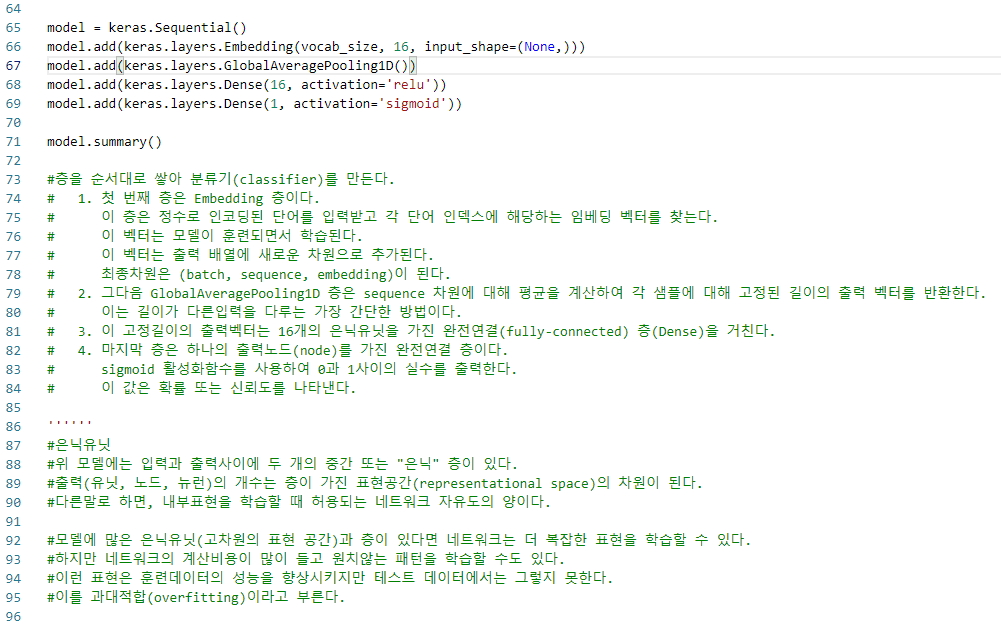 64
65 model = keras.Sequential()
66 model.add(keras.layers.Embedding(vocab_size, 16, input_shape=(None,)))
67 model.add(keras.layers.GlobalAveragePooling1D())
68 model.add(keras.layers.Dense(16, activation='relu'))
69 model.add(keras.layers.Dense(1, activation='sigmoid'))
70
71 model.summary()
72
73 #층을 순서대로 쌓아 분류기(classifier)를 만든다.
74 #   1. 첫 번째 층은 Embedding 층이다.
75 #      이 층은 정수로 인코딩된 단어를 입력받고 각 단어 인덱스에 해당하는 임베딩 벡터를 찾는다.
76 #      이 벡터는 모델이 훈련되면서 학습된다.
77 #      이 벡터는 출력 배열에 새로운 차원으로 추가된다.
78 #      최종차원은 (batch, sequence, embedding)이 된다.
79 #   2. 그다음 GlobalAveragePooling1D 층은 sequence 차원에 대해 평균을 계산하여 각 샘플에 대해 고정된 길이의 출력 벡터를 반환한다.
80 #      이는 길이가 다른입력을 다루는 가장 간단한 방법이다.
81 #   3. 이 고정길이의 출력벡터는 16개의 은닉유닛을 가진 완전연결(fully-connected) 층(Dense)을 거친다.
82 #   4. 마지막 층은 하나의 출력노드(node)를 가진 완전연결 층이다.
83 #      sigmoid 활성화함수를 사용하여 0과 1사이의 실수를 출력한다.
84 #      이 값은 확률 또는 신뢰도를 나타낸다.
85
86 ''''''
87 #은닉유닛
88 #위 모델에는 입력과 출력사이에 두 개의 중간 또는 "은닉" 층이 있다.
89 #출력(유닛, 노드, 뉴런)의 개수는 층이 가진 표현공간(representational space)의 차원이 된다.
90 #다른말로 하면, 내부표현을 학습할 때 허용되는 네트워크 자유도의 양이다.
91
92 #모델에 많은 은닉유닛(고차원의 표현 공간)과 층이 있다면 네트워크는 더 복잡한 표현을 학습할 수 있다.
93 #하지만 네트워크의 계산비용이 많이 들고 원치않는 패턴을 학습할 수도 있다.
94 #이런 표현은 훈련데이터의 성능을 향상시키지만 테스트 데이터에서는 그렇지 못한다.
95 #이를 과대적합(overfitting)이라고 부른다.
96